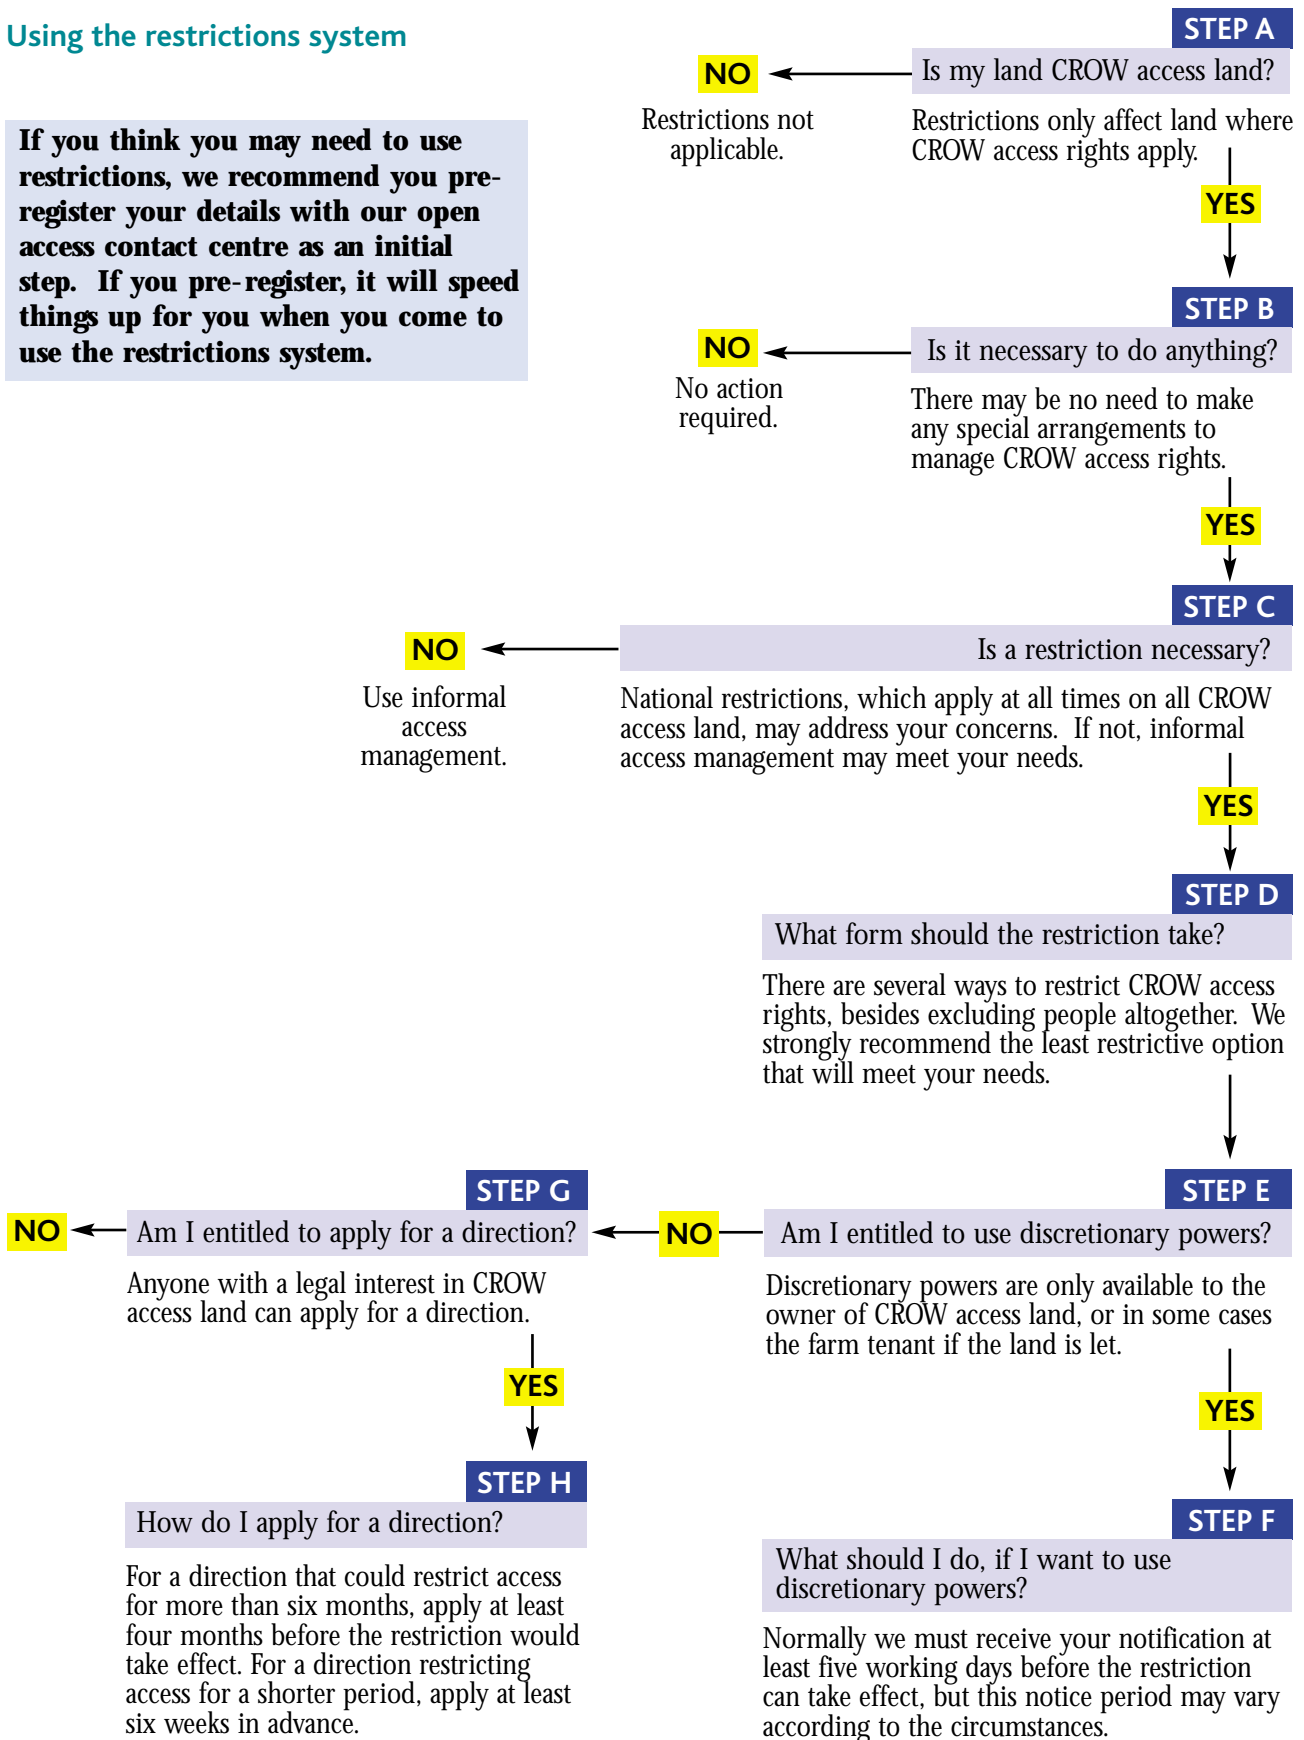 Using the restrictions system
If you think you may need to use
restrictions, we recommend you pre-
register your details with our open
access contact centre as an initial
step. If you pre-register, it will speed
things up for you when you come to
use the restrictions system.
STEP A
Is my land CROW access land?
NO
Restrictions not
applicable.
Restrictions only affect land where
CROW access rights apply.
YES
STEP B
Is it necessary to do anything?
NO
No action
required.
There may be no need to make
any special arrangements to
manage CROW access rights.
YES
STEP C
Is a restriction necessary?
NO
Use informal
access
management.
National restrictions, which apply at all times on all CROW
access land, may address your concerns. If not, informal
access management may meet your needs.
YES
STEP D
What form should the restriction take?
There are several ways to restrict CROW access
rights, besides excluding people altogether. We
strongly recommend the least restrictive option
that will meet your needs.
STEP E
Am I entitled to use discretionary powers?
NO
Discretionary powers are only available to the
owner of CROW access land, or in some cases
the farm tenant if the land is let.
YES
STEP F
What should I do, if I want to use
discretionary powers?
Normally we must receive your notification at
least five working days before the restriction
can take effect, but this notice period may vary
according to the circumstances.
STEP G
Am I entitled to apply for a direction?
NO
Anyone with a legal interest in CROW
access land can apply for a direction.
YES
STEP H
How do I apply for a direction?
For a direction that could restrict access
for more than six months, apply at least
four months before the restriction would
take effect. For a direction restricting
access for a shorter period, apply at least
six weeks in advance.